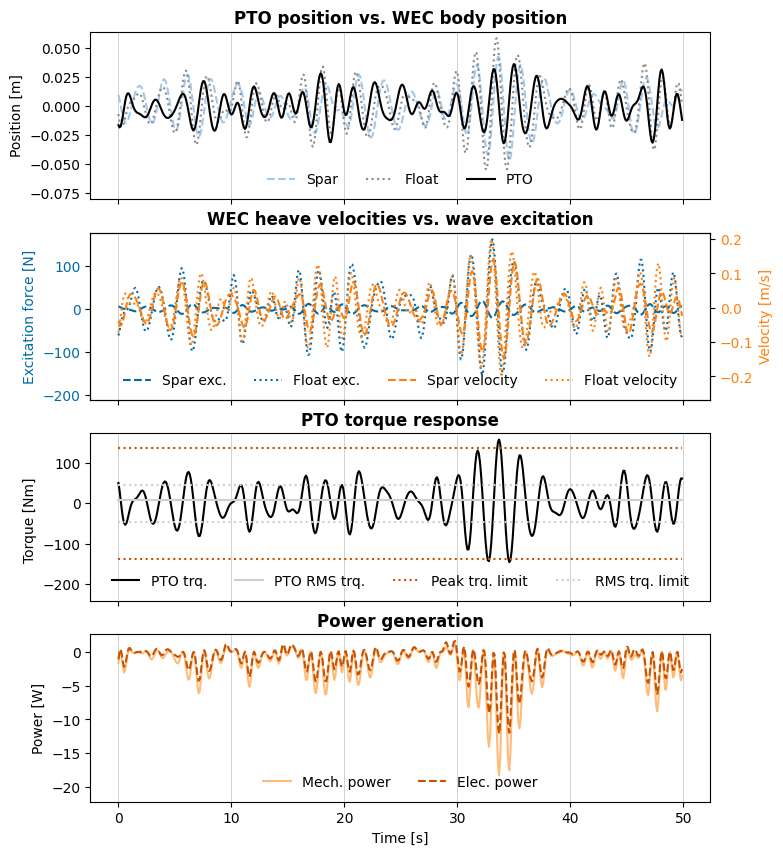 PTO position vs. WEC body position
Position [m]
0.050
0.025
0.000
−0.025
−0.050
−0.075
Spar Float PTO
WEC heave velocities vs. wave excitation
Excitation force [N]
100
0
−100
−200
0.2
0.1
0.0
−0.1
−0.2
Velocity [m/s]
Spar exc. Float exc. Spar velocity Float velocity
PTO torque response
Torque [Nm]
100
0
−100
−200
PTO trq. PTO RMS trq. Peak trq. limit RMS trq. limit
Power generation
Power [W]
0
−5
−10
−15
−20
Mech. power Elec. power
0 10 20 30 40 50
Time [s]